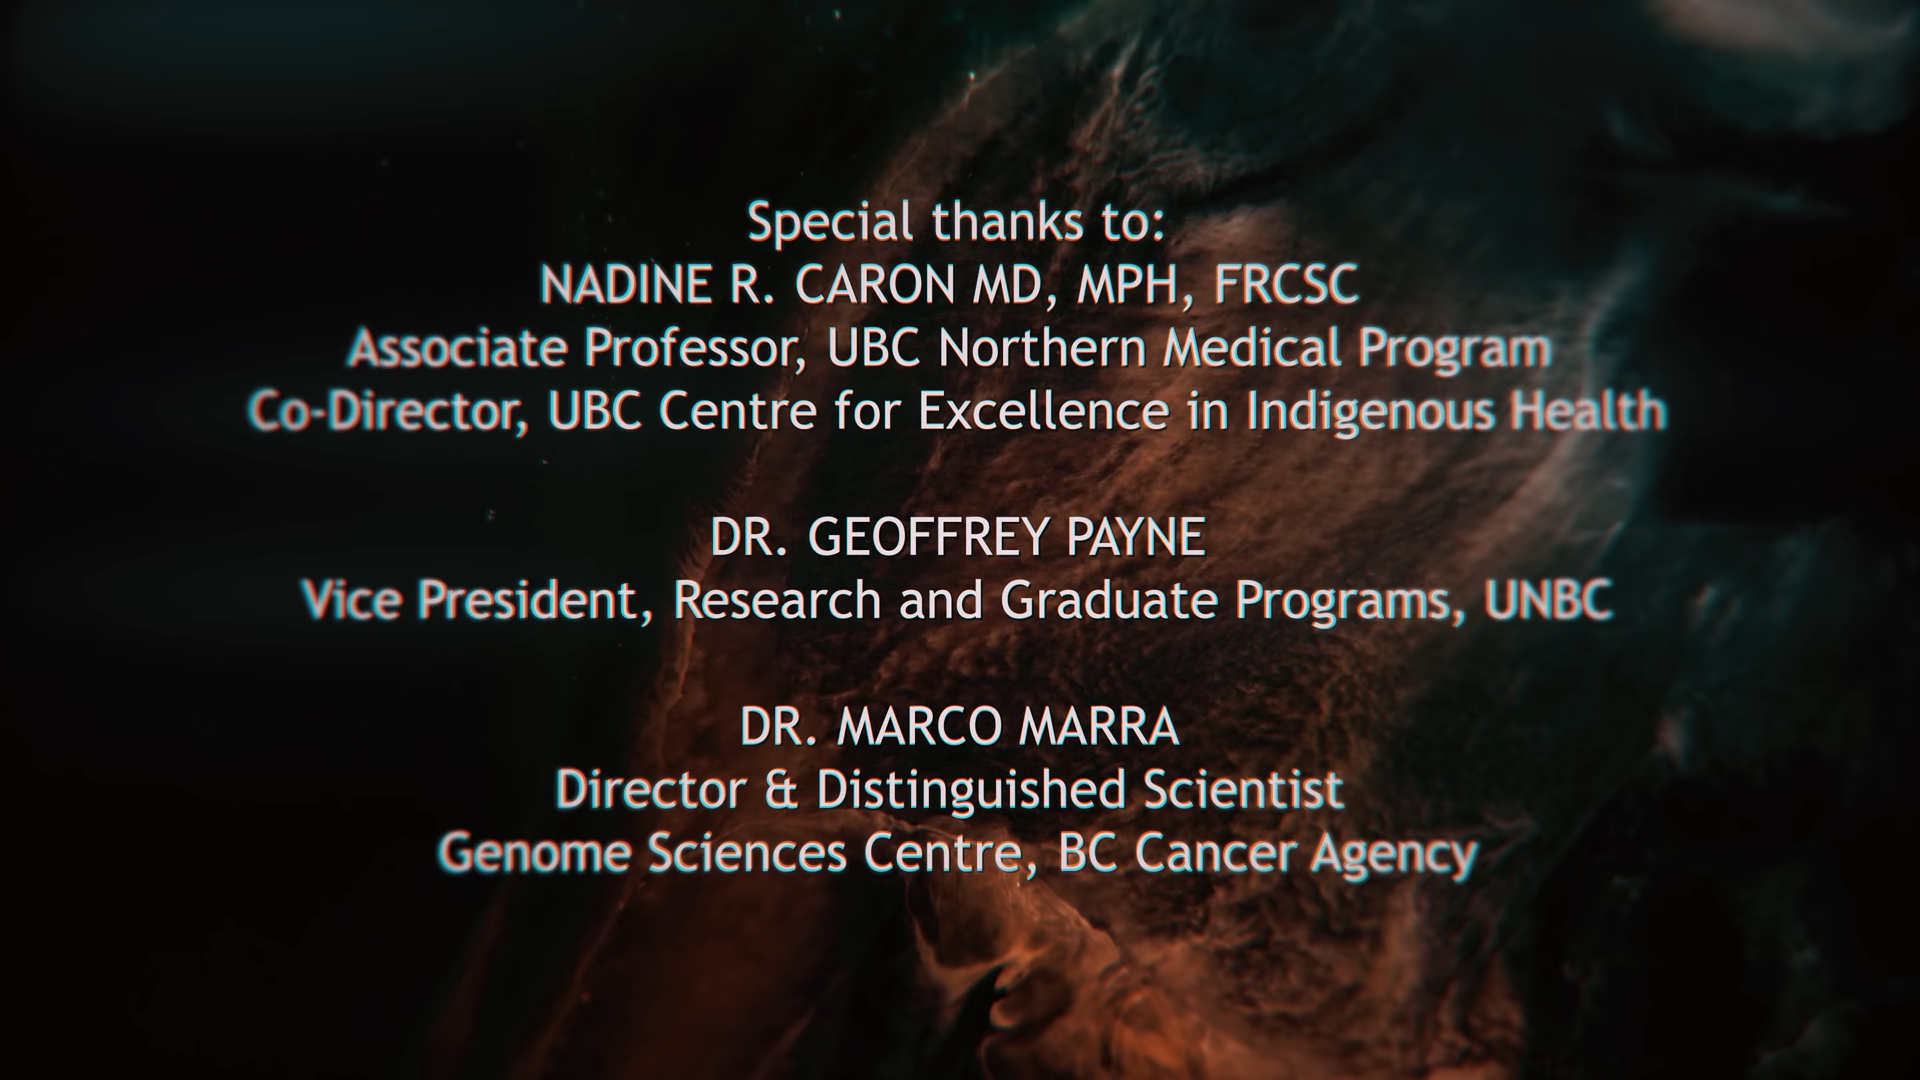 Special thanks to:
NADINE R. CARON MD, MPH, FRCSC
Associate Professor, UBC Northern Medical Program
Co-Director, UBC Centre for Excellence in Indigenous Health
DR. GEOFFREY PAYNE
Vice President, Research and Graduate Programs, UNBC
DR. MARCO MARRA
Director & Distinguished Scientist
Genome Sciences Centre, BC Cancer Agency